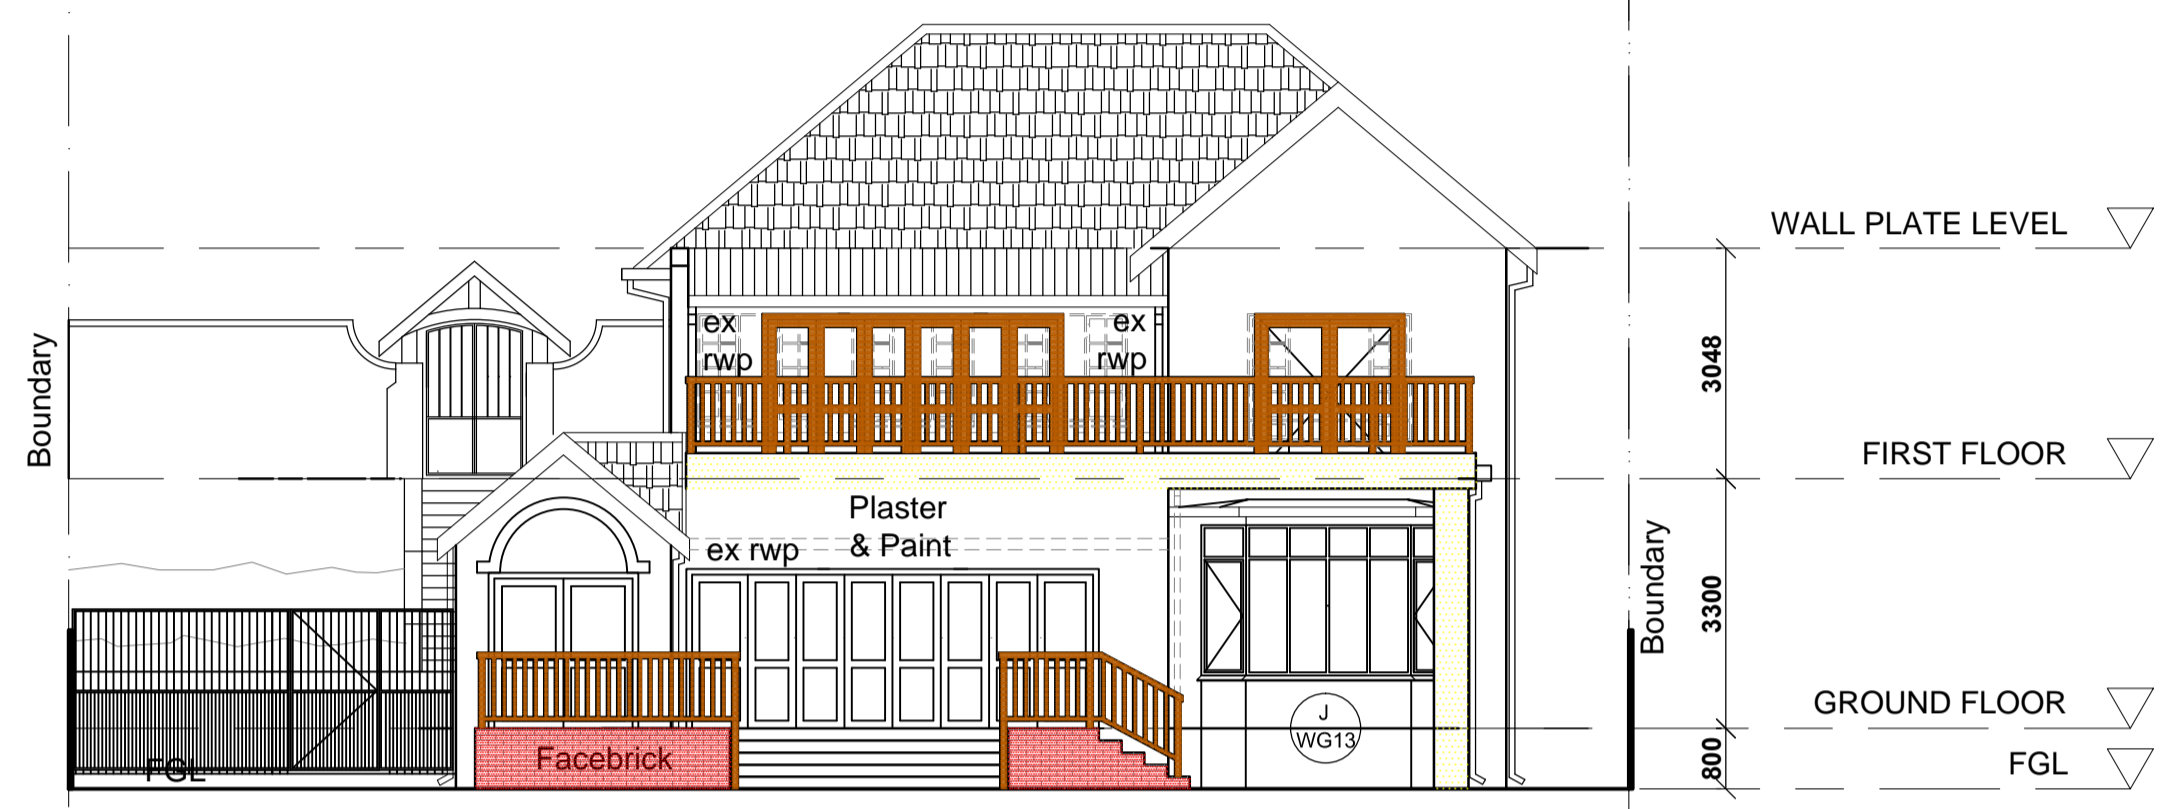 WALL PLATE LEVEL
ex
rwp
ex
rwp
3048
Boundary
FIRST FLOOR
Plaster
& Paint
ex rwp
Boundary
3300
GROUND FLOOR
J
WG13
Facebrick
FGL
800
FGL